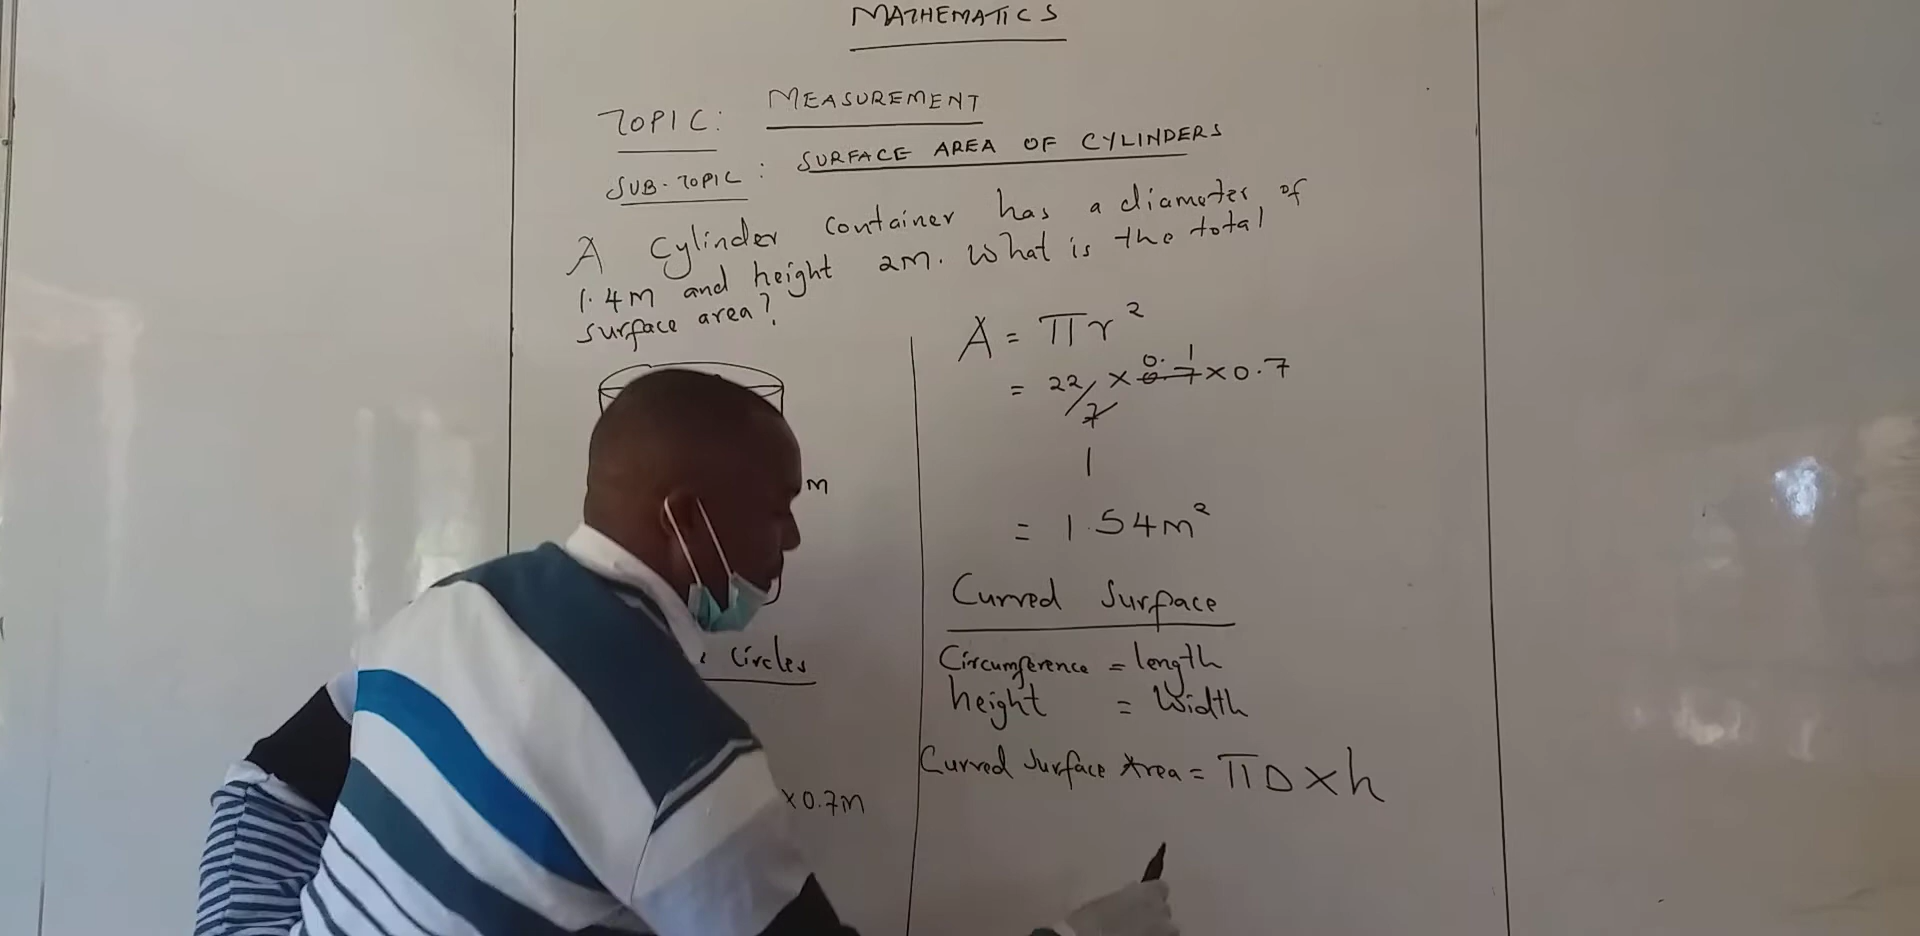 MATHEMATICS
TOPIC: MEASUREMENT
SUB-TOPIC: SURFACE AREA OF CYLINDERS
A Cylinder Container has a diameter of
1.4m and height 2m. What is the total
surface area?
m
Circles
x 0.7m
A = πr²
= 22/7 x 0.7 x 0.7
0.1
1
= 1.54m²
Curved Surface
Circumference = length
height = Width
Curved Surface Area = πD x h